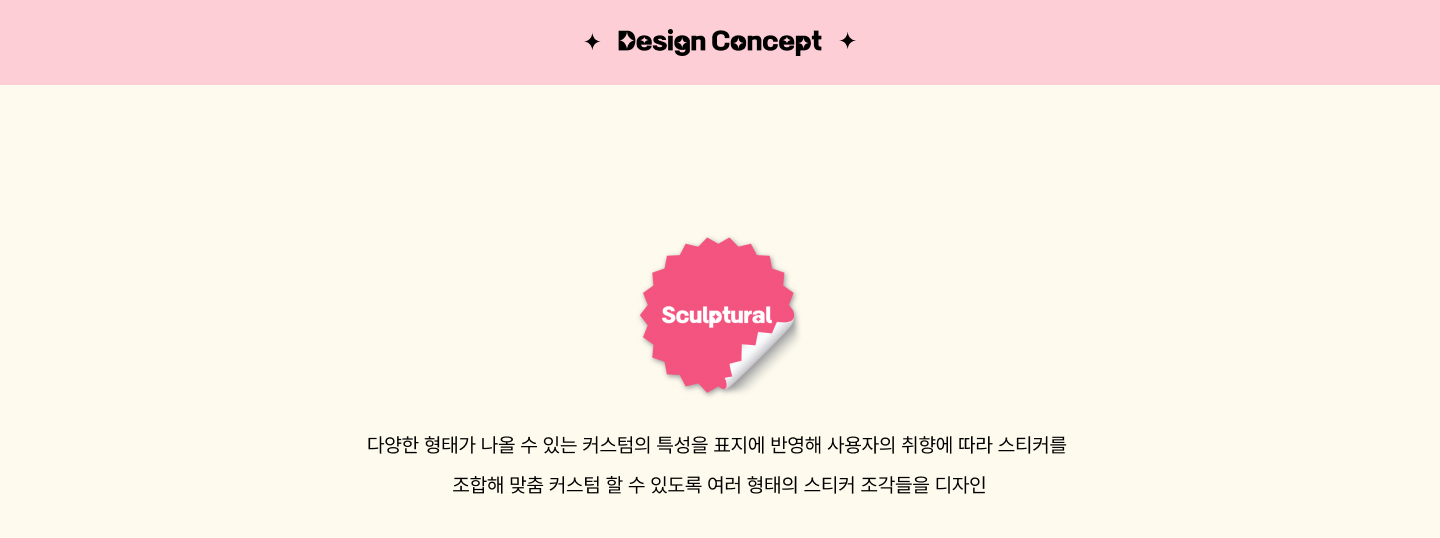 Design Concept
Sculptural
다양한 형태가 나올 수 있는 커스텀의 특성을 표지에 반영해 사용자의 취향에 따라 스티커를
조합해 맞춤 커스텀 할 수 있도록 여러 형태의 스티커 조각들을 디자인